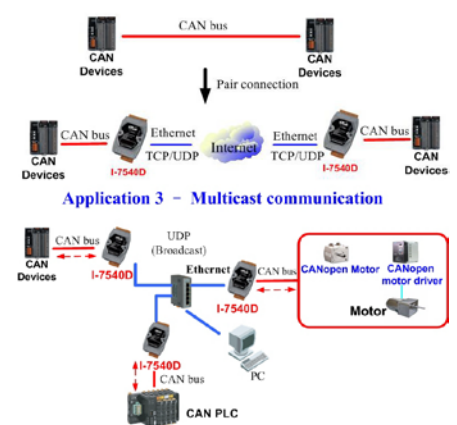 CAN bus
CAN
Devices
CAN
Devices
Pair connection
CAN bus
Ethernet
Internet
Ethernet
CAN bus
TCP/UDP
TCP/UDP
CAN
Devices
I-7540D
I-7540D
CAN
Devices
Application 3 – Multicast communication
UDP
(Broadcast)
CAN bus
CAN
Devices
I-7540D
Ethernet
CAN bus
CANopen Motor
CANopen
motor driver
I-7540D
Motor
I-7540D
PC
CAN bus
CAN PLC